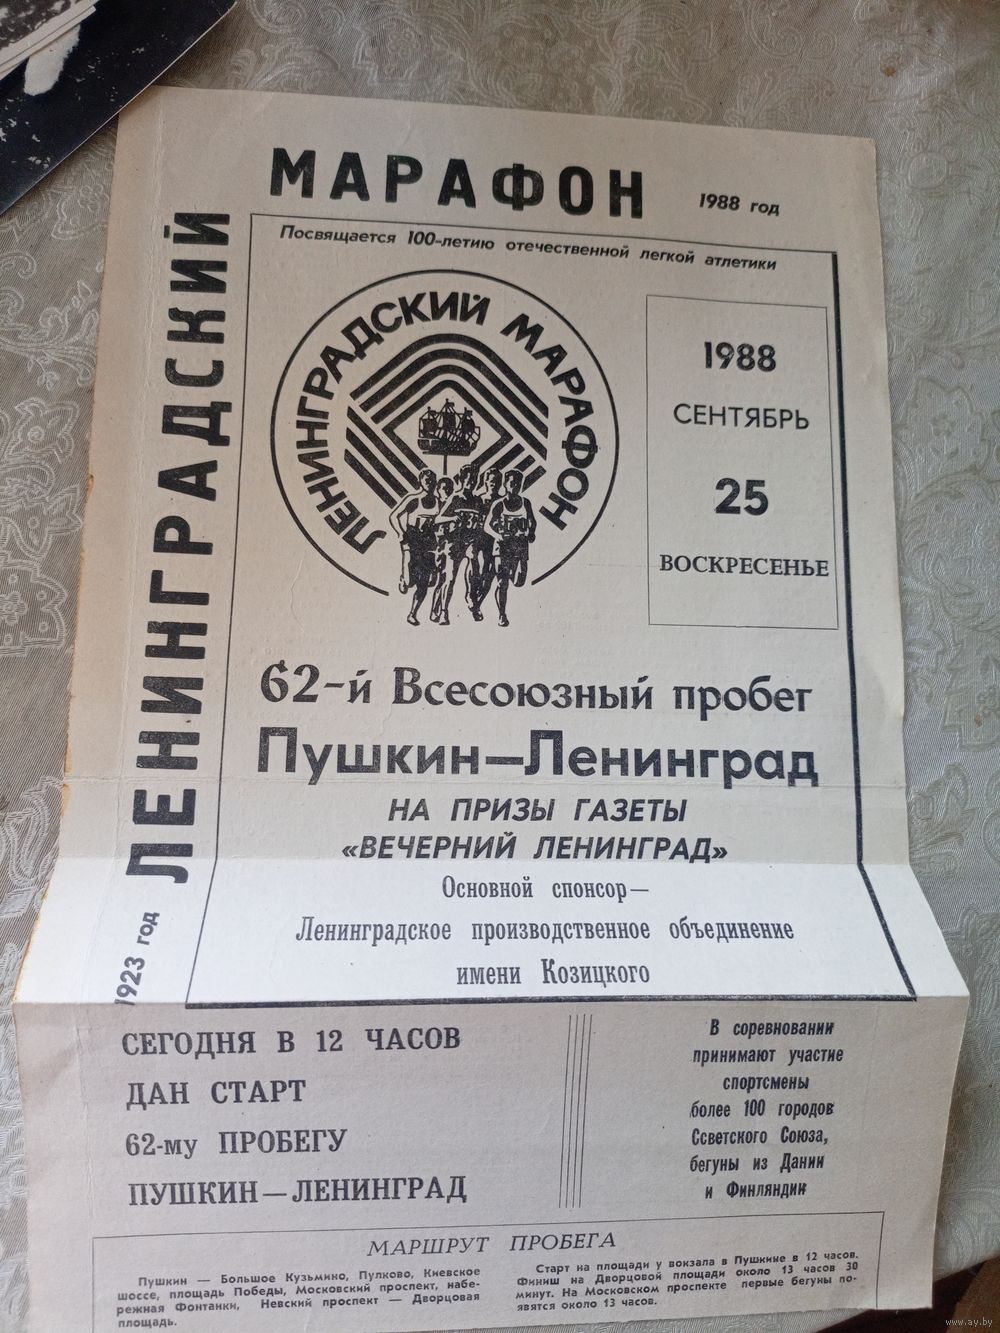 МАРАФОН
1988 год
ЛЕНИНГРАДСКИЙ
1923 год
Посвящается 100-летию отечественной легкой атлетики
ЛЕНИНГРАДСКИЙ МАРАФОН
1988
СЕНТЯБРЬ
25
ВОСКРЕСЕНЬЕ
62-й Всесоюзный пробег
Пушкин—Ленинград
НА ПРИЗЫ ГАЗЕТЫ
«ВЕЧЕРНИЙ ЛЕНИНГРАД»
Основной спонсор—
Ленинградское производственное объединение
имени Козицкого
СЕГОДНЯ В 12 ЧАСОВ
ДАН СТАРТ
62-му ПРОБЕГУ
ПУШКИН—ЛЕНИНГРАД
В соревновании
принимают участие
спортсмены
более 100 городов
Ссветского Союза,
бегуны из Дании
и Финляндии
МАРШРУТ ПРОБЕГА
Пушкин — Большое Кузьмино, Пулково, Киевское
шоссе, площадь Победы, Московский проспект, набе-
режная Фонтанки, Невский проспект — Дворцовая
площадь.
Старт на площади у вокзала в Пушкине в 12 часов.
Финиш на Дворцовой площади около 13 часов 30
минут. На Московском проспекте первые бегуны по-
явятся около 13 часов.
www.ay.by